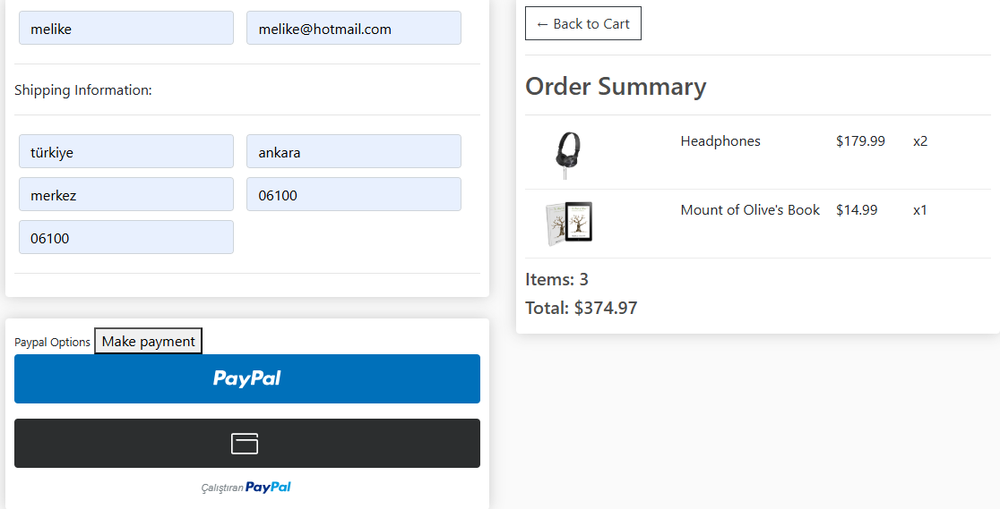 melike
melike@hotmail.com
Shipping Information:
türkiye
ankara
merkez
06100
06100
Paypal Options Make payment
PayPal
Çalıştıran PayPal
← Back to Cart
Order Summary
Headphones $179.99 x2
Mount of Olive's Book $14.99 x1
Items: 3
Total: $374.97